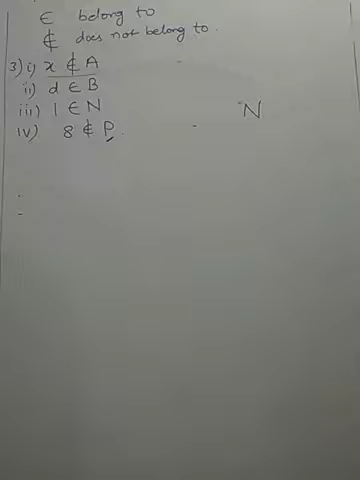 ∈ belong to
∉ does not belong to.
3) i) x ∉ A
ii) d ∈ B
iii) 1 ∈ N
N
iv) 8 ∉ P.